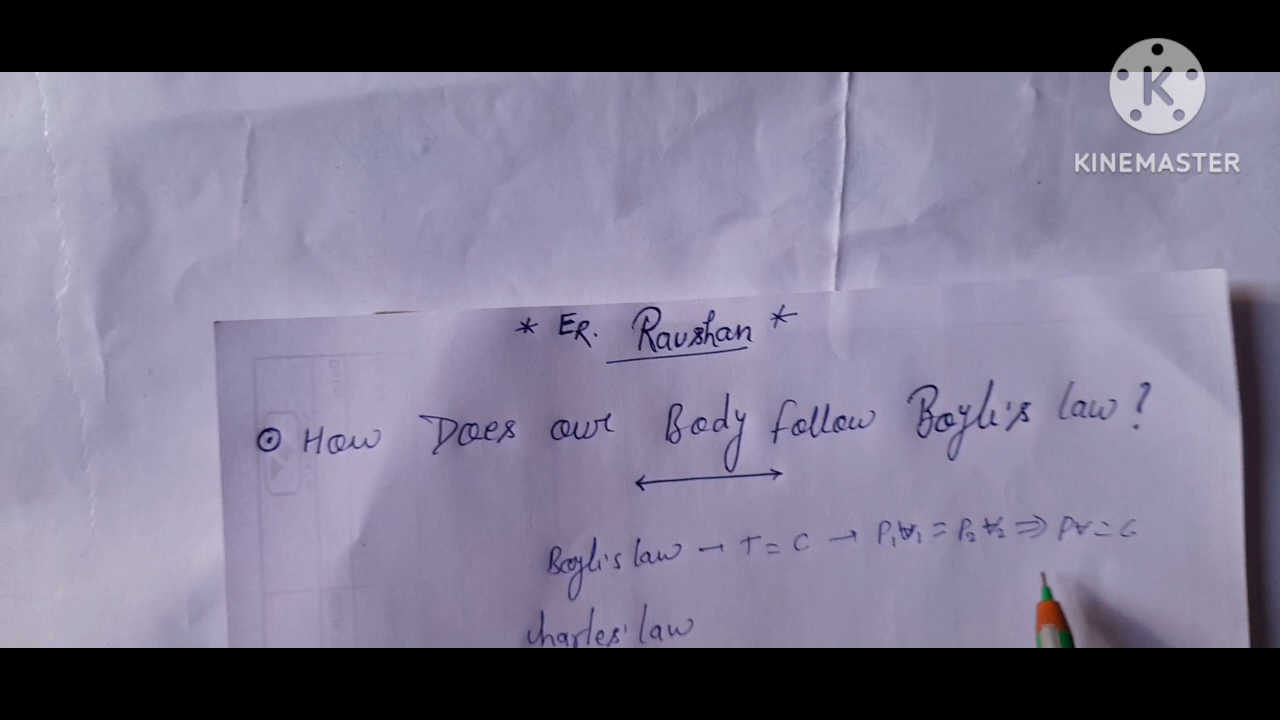 KINEMASTER
* ER. Raushan *
How Does our Body follow Boyle's law?
Boyle's law → T = C → P₁V₁ = P₂V₂ ⇒ PV = C
Charles' law